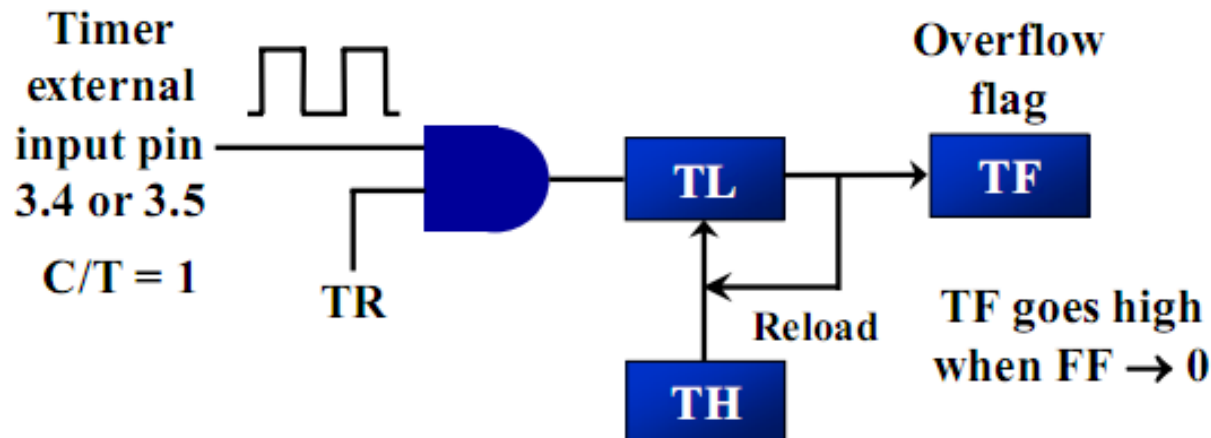 Timer
external
input pin
3.4 or 3.5
C/T = 1
TR
TL
Overflow
flag
TF
Reload
TH
TF goes high
when FF → 0